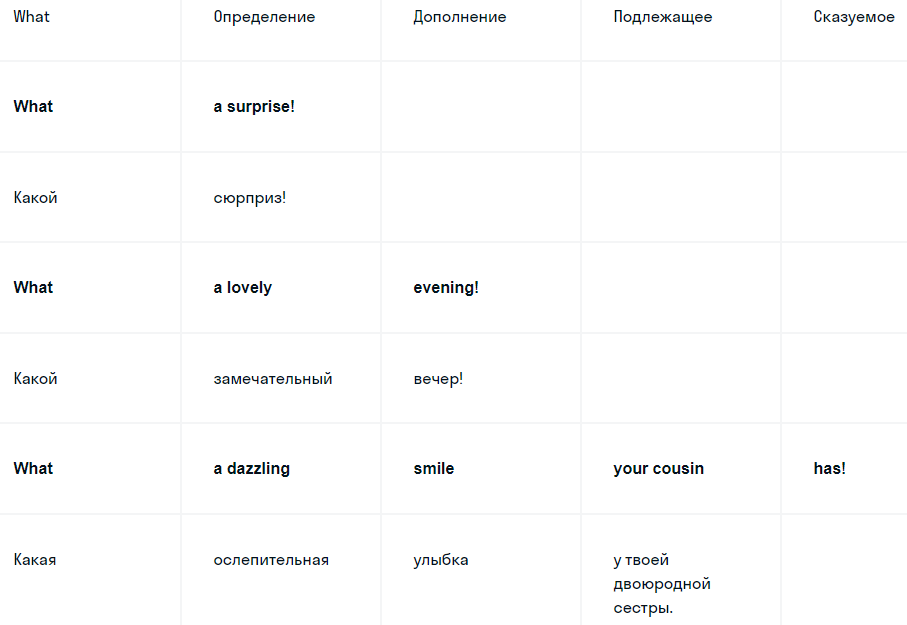 What Определение Дополнение Подлежащее Сказуемое
What a surprise!
Какой сюрприз!
What a lovely evening!
Какой замечательный вечер!
What a dazzling smile your cousin has!
Какая ослепительная улыбка у твоей
двоюродной
сестры.